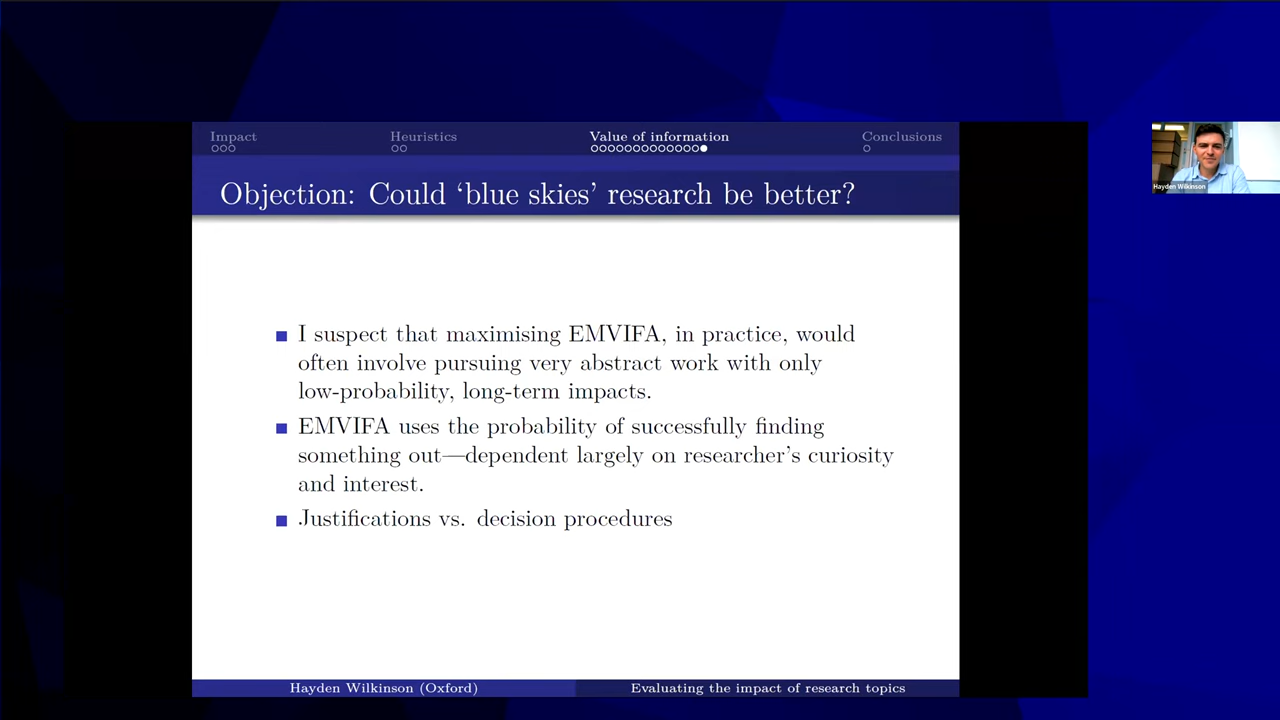 Impact
Heuristics
Value of information
Conclusions
Objection: Could ‘blue skies’ research be better?
Hayden Wilkinson
I suspect that maximising EMVIFA, in practice, would
often involve pursuing very abstract work with only
low-probability, long-term impacts.
EMVIFA uses the probability of successfully finding
something out—dependent largely on researcher’s curiosity
and interest.
Justifications vs. decision procedures
Hayden Wilkinson (Oxford)
Evaluating the impact of research topics